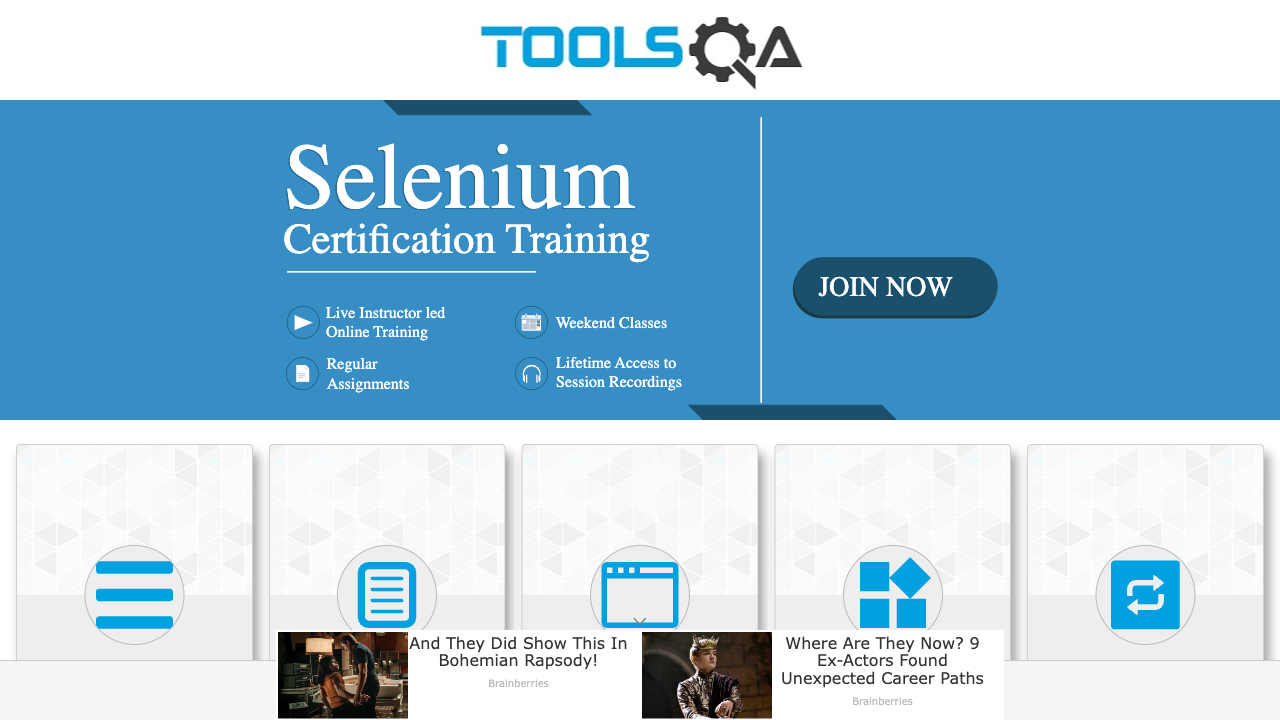 TOOLSQA
Selenium
Certification Training
JOIN NOW
Live Instructor led
Online Training
Weekend Classes
Regular
Assignments
Lifetime Access to
Session Recordings
And They Did Show This In
Bohemian Rapsody!
Brainberries
Where Are They Now? 9
Ex-Actors Found
Unexpected Career Paths
Brainberries